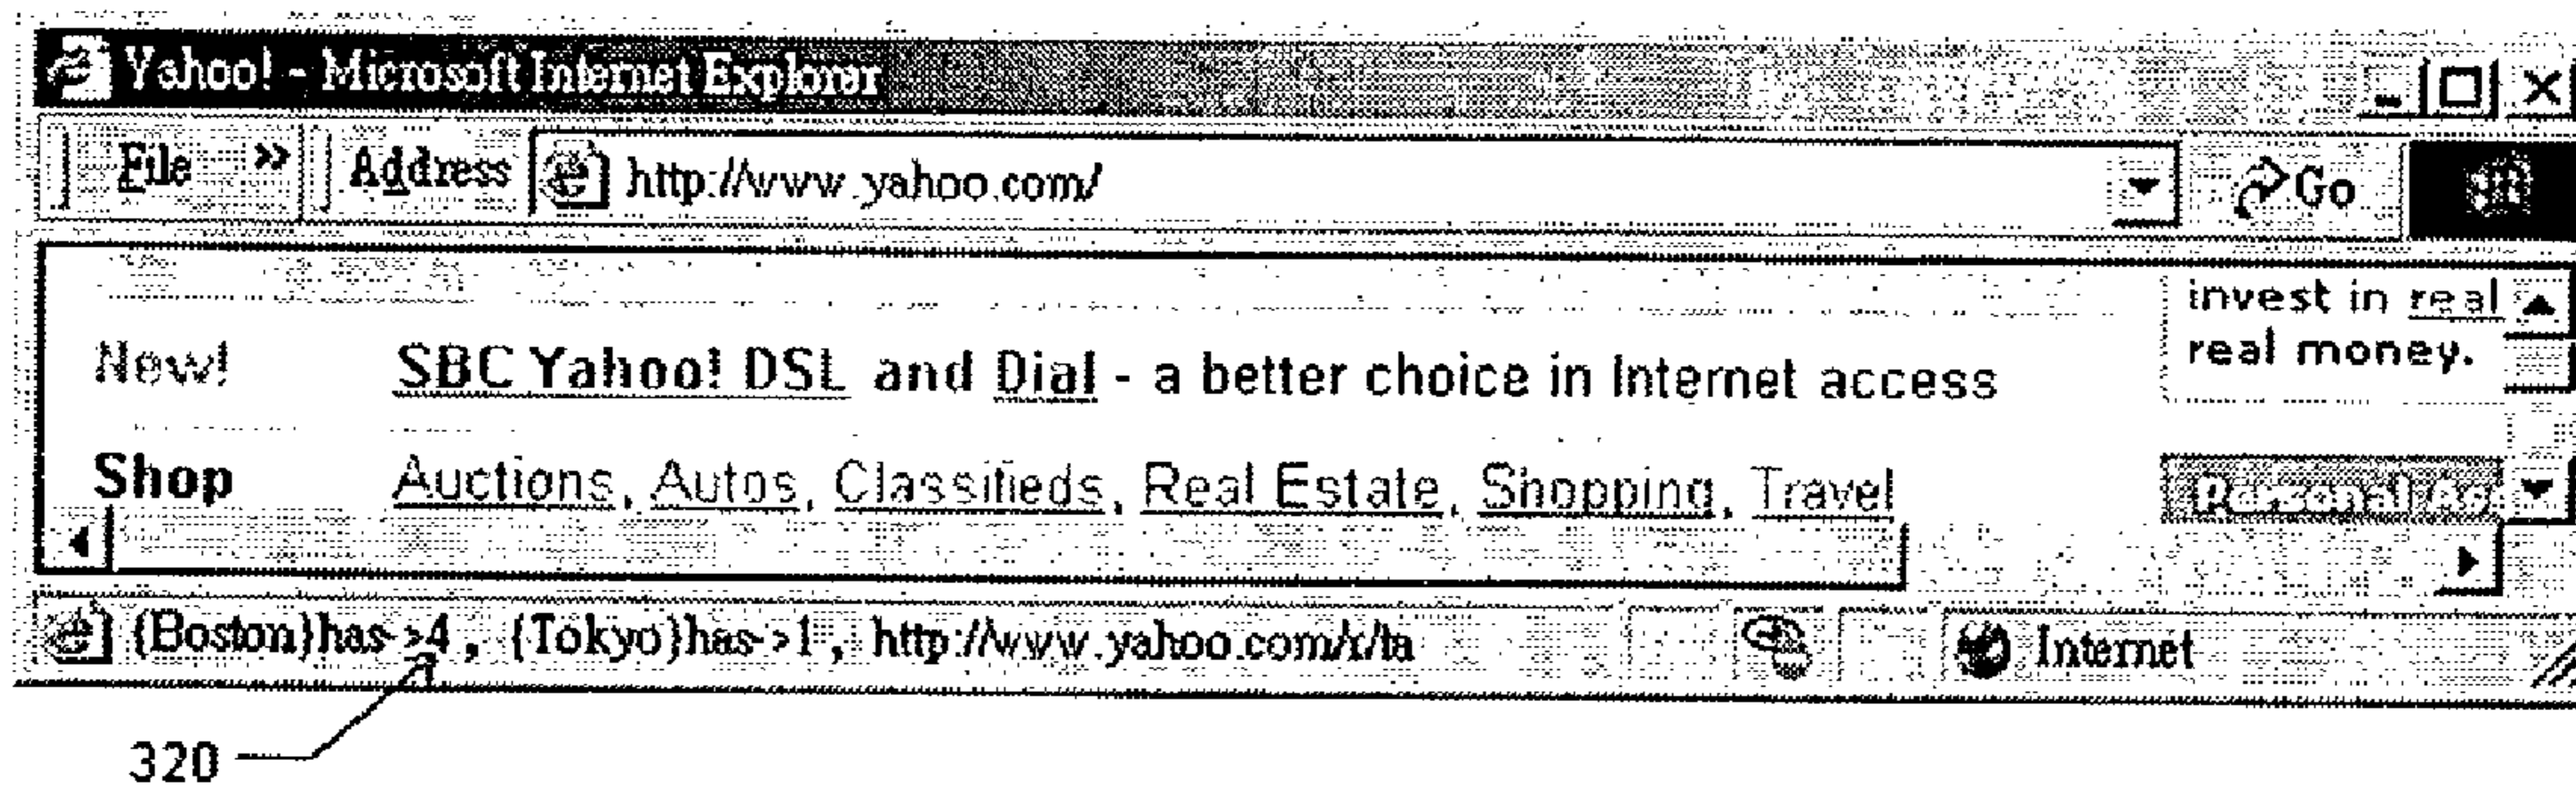 Yahoo! - Microsoft Internet Explorer
File » Address http://www.yahoo.com/ Go
invest in real
New! SBC Yahoo! DSL and Dial - a better choice in Internet access real money.
Shop Auctions, Autos, Classifieds, Real Estate, Shopping, Travel Personal Ass
{Boston}has->4, {Tokyo}has->1, http://www.yahoo.com/r/ta Internet
320